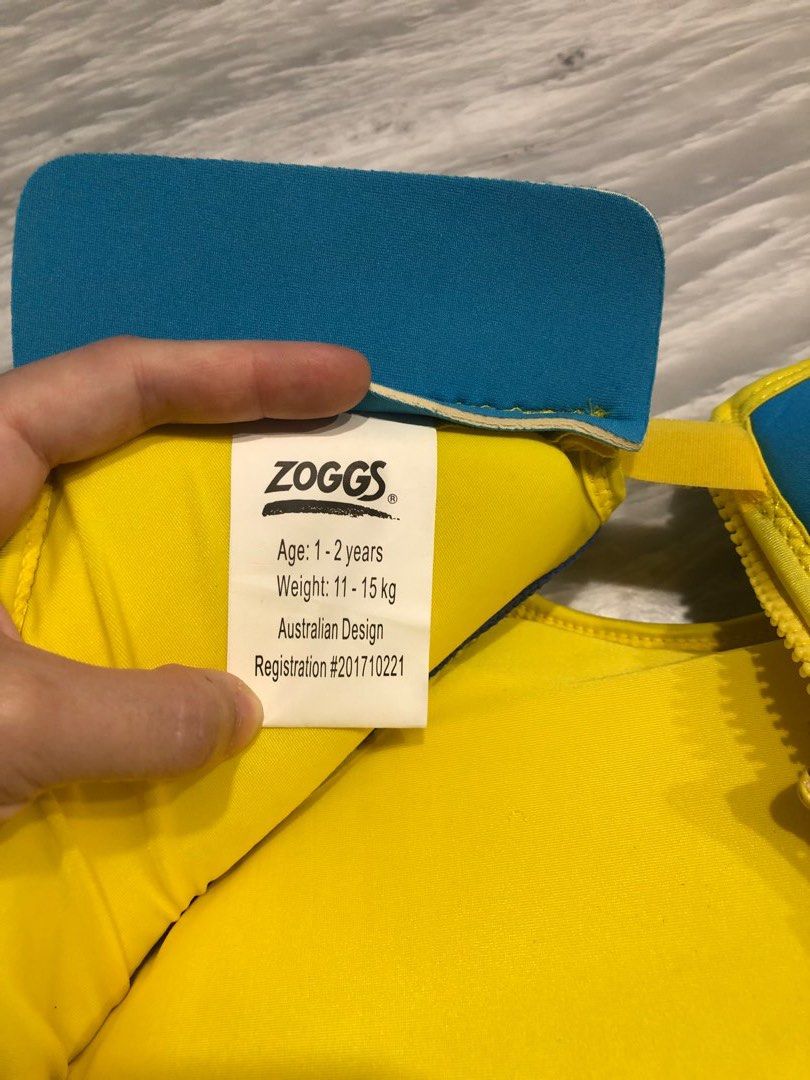 ZOGGS®
Age: 1 - 2 years
Weight: 11 - 15 kg
Australian Design
Registration #201710221